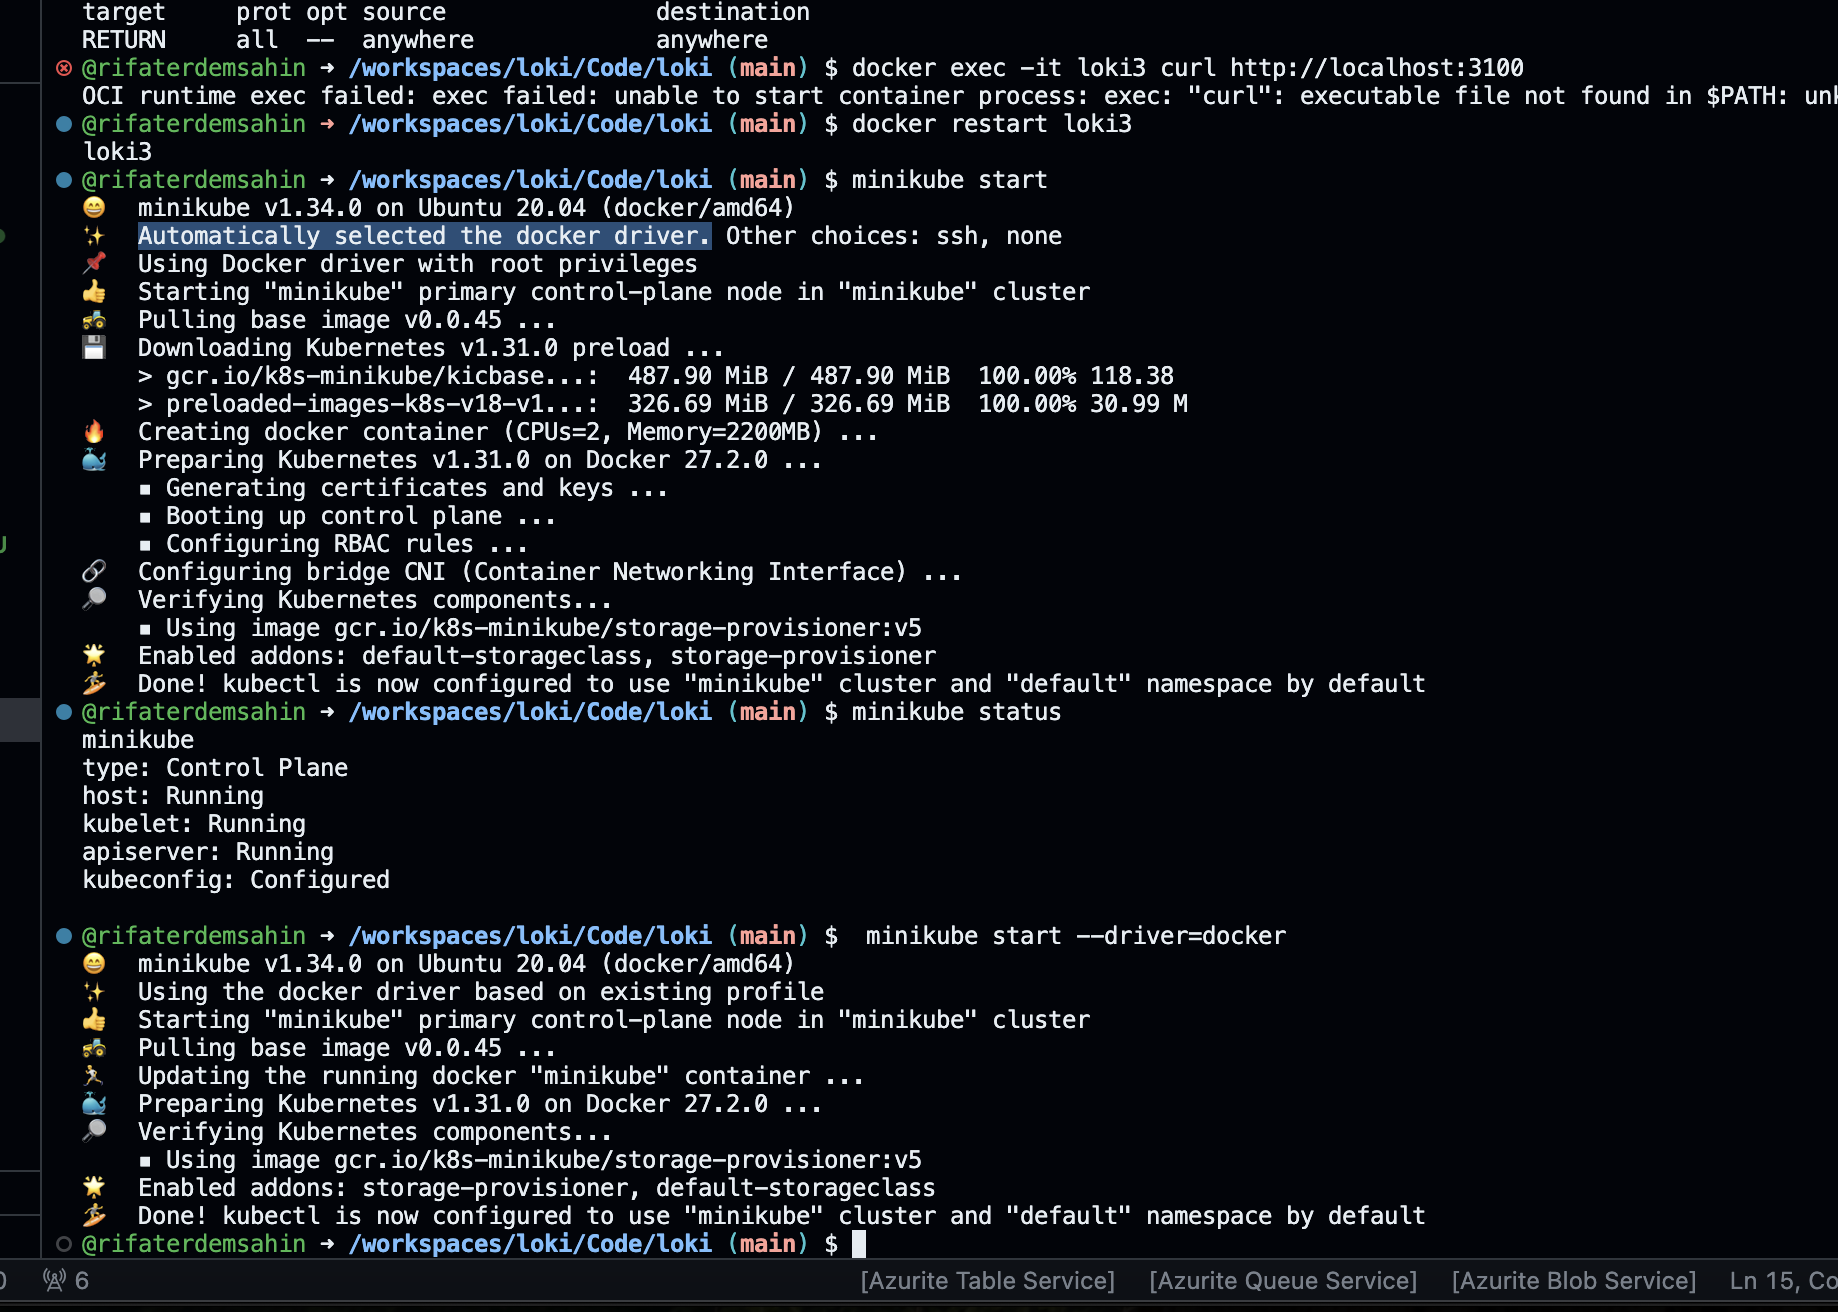 target     prot opt source               destination
RETURN     all  --  anywhere             anywhere
@rifaterdemsahin ➜ /workspaces/loki/Code/loki (main) $ docker exec -it loki3 curl http://localhost:3100
OCI runtime exec failed: exec failed: unable to start container process: exec: "curl": executable file not found in $PATH:
@rifaterdemsahin ➜ /workspaces/loki/Code/loki (main) $ docker restart loki3
loki3
@rifaterdemsahin ➜ /workspaces/loki/Code/loki (main) $ minikube start
😄  minikube v1.34.0 on Ubuntu 20.04 (docker/amd64)
✨  Automatically selected the docker driver. Other choices: ssh, none
📌  Using Docker driver with root privileges
👍  Starting "minikube" primary control-plane node in "minikube" cluster
🚜  Pulling base image v0.0.45 ...
💾  Downloading Kubernetes v1.31.0 preload ...
    > gcr.io/k8s-minikube/kicbase...:  487.90 MiB / 487.90 MiB  100.00% 118.38
    > preloaded-images-k8s-v18-v1...:  326.69 MiB / 326.69 MiB  100.00% 30.99 M
🔥  Creating docker container (CPUs=2, Memory=2200MB) ...
🐳  Preparing Kubernetes v1.31.0 on Docker 27.2.0 ...
    ▪ Generating certificates and keys ...
    ▪ Booting up control plane ...
    ▪ Configuring RBAC rules ...
🔗  Configuring bridge CNI (Container Networking Interface) ...
🔎  Verifying Kubernetes components...
    ▪ Using image gcr.io/k8s-minikube/storage-provisioner:v5
🌟  Enabled addons: default-storageclass, storage-provisioner
🏄  Done! kubectl is now configured to use "minikube" cluster and "default" namespace by default
@rifaterdemsahin ➜ /workspaces/loki/Code/loki (main) $ minikube status
minikube
type: Control Plane
host: Running
kubelet: Running
apiserver: Running
kubeconfig: Configured
@rifaterdemsahin ➜ /workspaces/loki/Code/loki (main) $  minikube start --driver=docker
😄  minikube v1.34.0 on Ubuntu 20.04 (docker/amd64)
✨  Using the docker driver based on existing profile
👍  Starting "minikube" primary control-plane node in "minikube" cluster
🚜  Pulling base image v0.0.45 ...
🏃  Updating the running docker "minikube" container ...
🐳  Preparing Kubernetes v1.31.0 on Docker 27.2.0 ...
🔎  Verifying Kubernetes components...
    ▪ Using image gcr.io/k8s-minikube/storage-provisioner:v5
🌟  Enabled addons: storage-provisioner, default-storageclass
🏄  Done! kubectl is now configured to use "minikube" cluster and "default" namespace by default
@rifaterdemsahin ➜ /workspaces/loki/Code/loki (main) $
6 [Azurite Table Service] [Azurite Queue Service] [Azurite Blob Service] Ln 15,